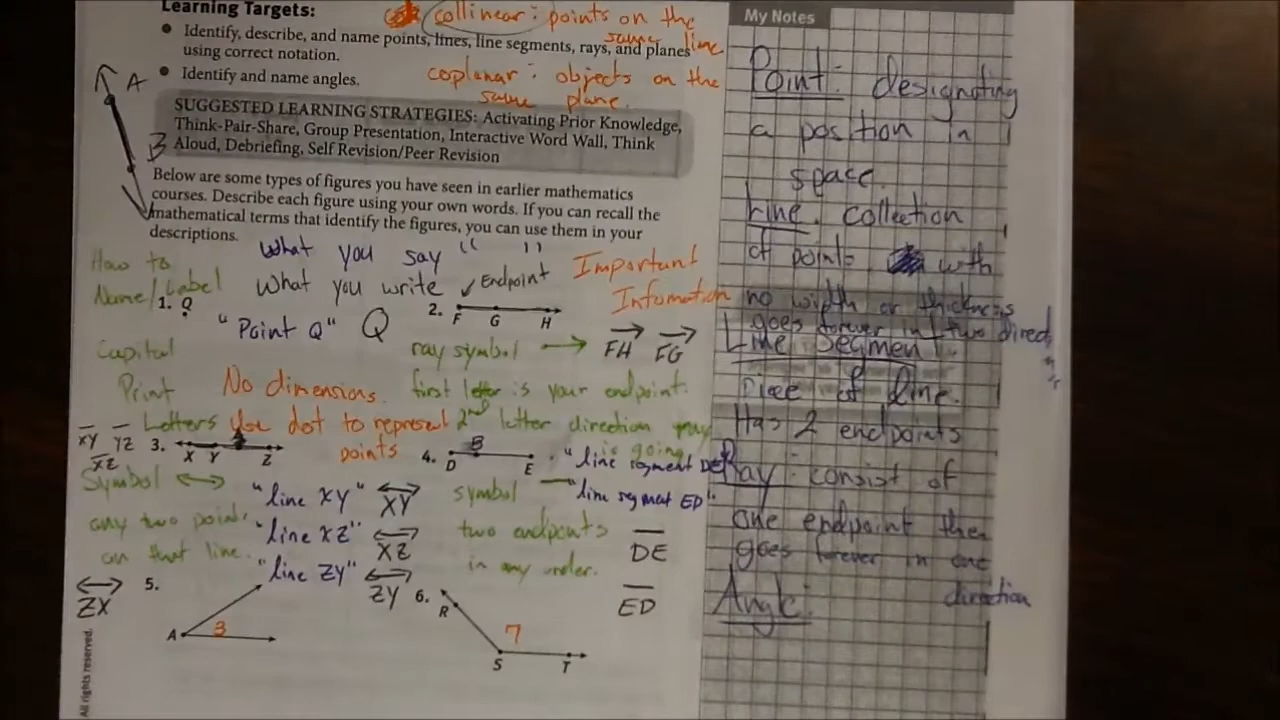 Learning Targets:
collinear: points on the
same line
• Identify, describe, and name points, lines, line segments, rays, and planes
using correct notation.
• Identify and name angles.
coplanar: objects on the
same plane.
A
B
SUGGESTED LEARNING STRATEGIES: Activating Prior Knowledge,
Think-Pair-Share, Group Presentation, Interactive Word Wall, Think
Aloud, Debriefing, Self Revision/Peer Revision
Below are some types of figures you have seen in earlier mathematics
courses. Describe each figure using your own words. If you can recall the
mathematical terms that identify the figures, you can use them in your
descriptions.
How to
Name/Label
What you say " "
What you write
Endpoint
Important
Infomation
1. Q
"Point Q" Q
2. F G H
Capital
Print
Letters
No dimensions.
Use dot to represent
points
ray symbol → FH FG
first letter is your endpoint.
2nd letter direction ray
is going
XY YZ
XZ
3. X Y Z
Symbol ↔
any two points
on that line.
"line XY" XY
"line XZ" XZ
"line ZY" ZY
ZX
4. D B E
"line segment DE"
"line segment ED"
symbol —
two endpoints
in any order.
DE
ED
5. A 3
6. R S T 7
All rights reserved.
My Notes
Point: designating
a position in
space.
Line: collection
of points with
no width or thickness
goes forever in two direct
Line Segment:
Piece of line.
Has 2 endpoints
Ray: consist of
one endpoint then
goes forever in one
direction
Angle: